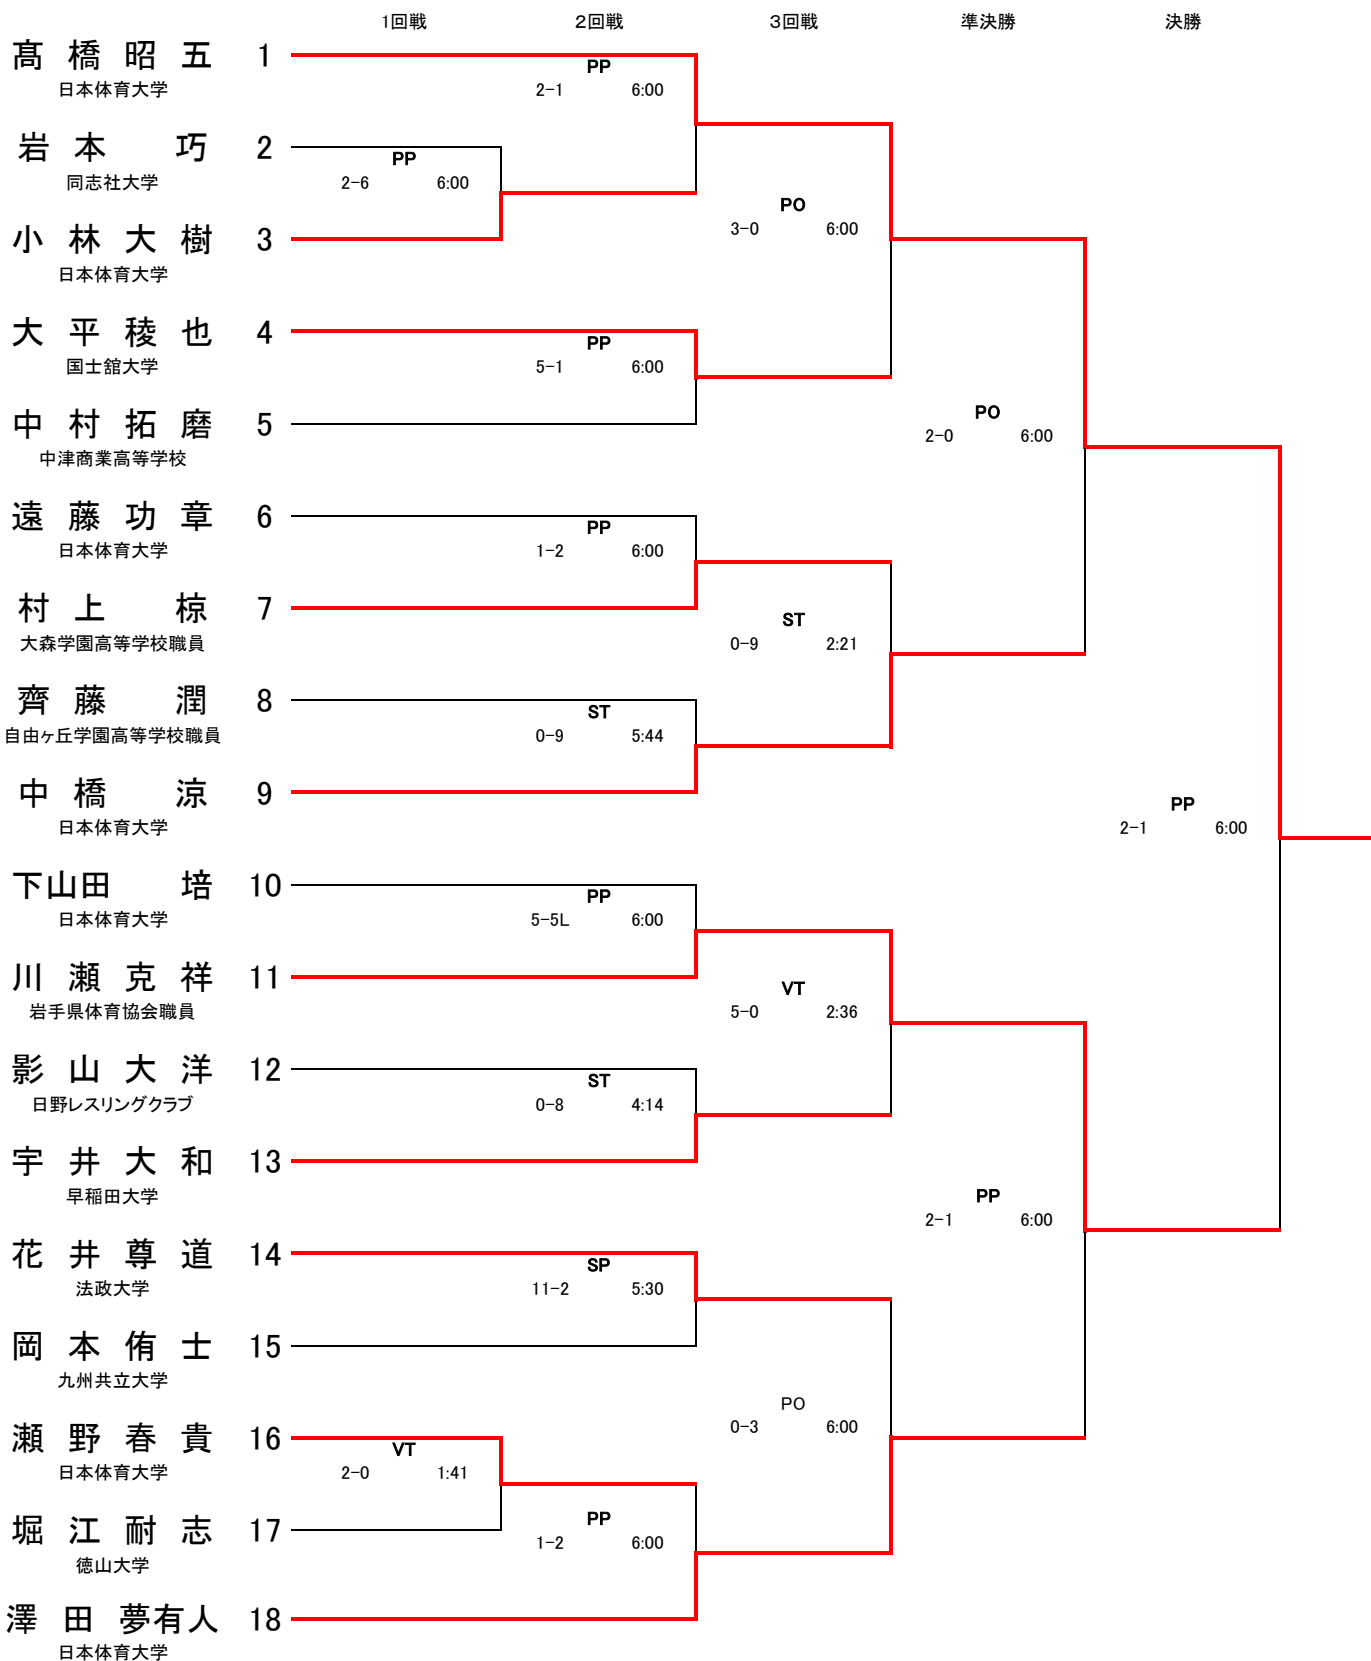 1回戦 2回戦 3回戦 準決勝 決勝
髙橋昭五 1
日本体育大学
PP
2-1 6:00
岩本 巧 2
同志社大学
PP
2-6 6:00
小林大樹 3
日本体育大学
PO
3-0 6:00
大平稜也 4
国士舘大学
PP
5-1 6:00
中村拓磨 5
中津商業高等学校
PO
2-0 6:00
遠藤功章 6
日本体育大学
PP
1-2 6:00
村上 椋 7
大森学園高等学校職員
ST
0-9 2:21
齊藤 潤 8
自由ヶ丘学園高等学校職員
ST
0-9 5:44
中橋 涼 9
日本体育大学
PP
2-1 6:00
下山田 培 10
日本体育大学
PP
5-5L 6:00
川瀬克祥 11
岩手県体育協会職員
VT
5-0 2:36
影山大洋 12
日野レスリングクラブ
ST
0-8 4:14
宇井大和 13
早稲田大学
PP
2-1 6:00
花井尊道 14
法政大学
SP
11-2 5:30
岡本侑士 15
九州共立大学
PO
0-3 6:00
瀬野春貴 16
日本体育大学
VT
2-0 1:41
堀江耐志 17
徳山大学
PP
1-2 6:00
澤田夢有人 18
日本体育大学